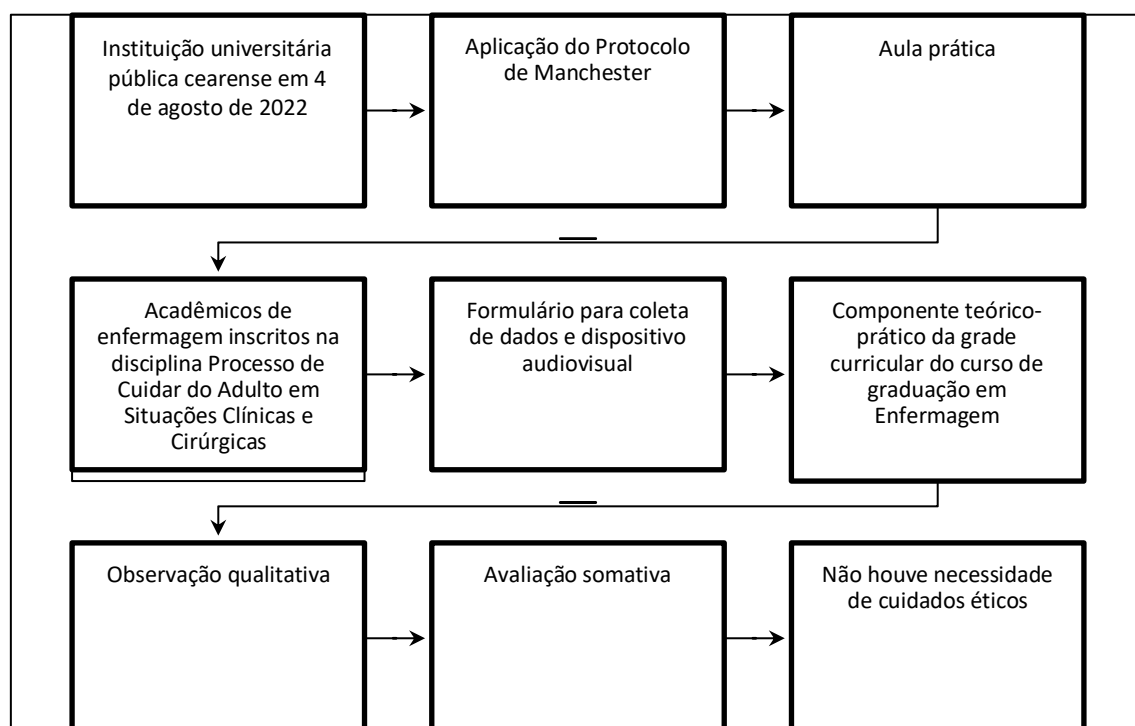 Instituição universitária
pública cearense em 4
de agosto de 2022
Aplicação do Protocolo
de Manchester
Aula prática
Acadêmicos de
enfermagem inscritos na
disciplina Processo de
Cuidar do Adulto em
Situações Clínicas e
Cirúrgicas
Formulário para coleta
de dados e dispositivo
audiovisual
Componente teórico-
prático da grade
curricular do curso de
graduação em
Enfermagem
Observação qualitativa
Avaliação somativa
Não houve necessidade
de cuidados éticos